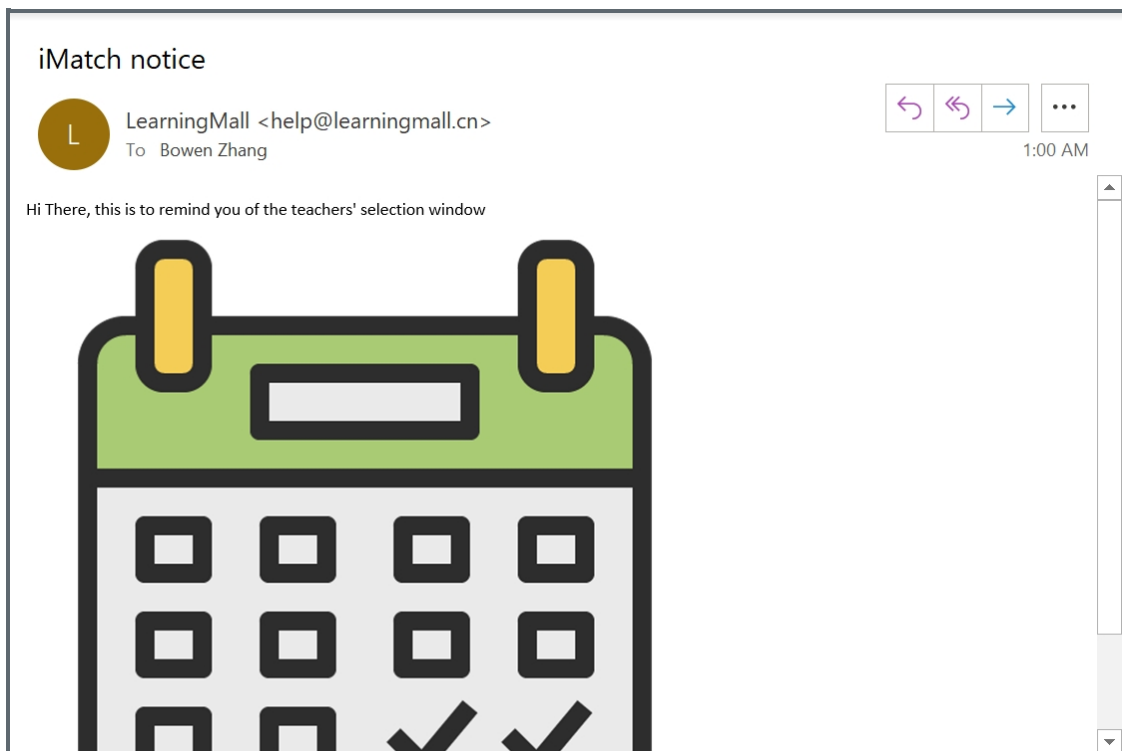 iMatch notice
L
LearningMall <help@learningmall.cn>
To Bowen Zhang
1:00 AM
Hi There, this is to remind you of the teachers' selection window